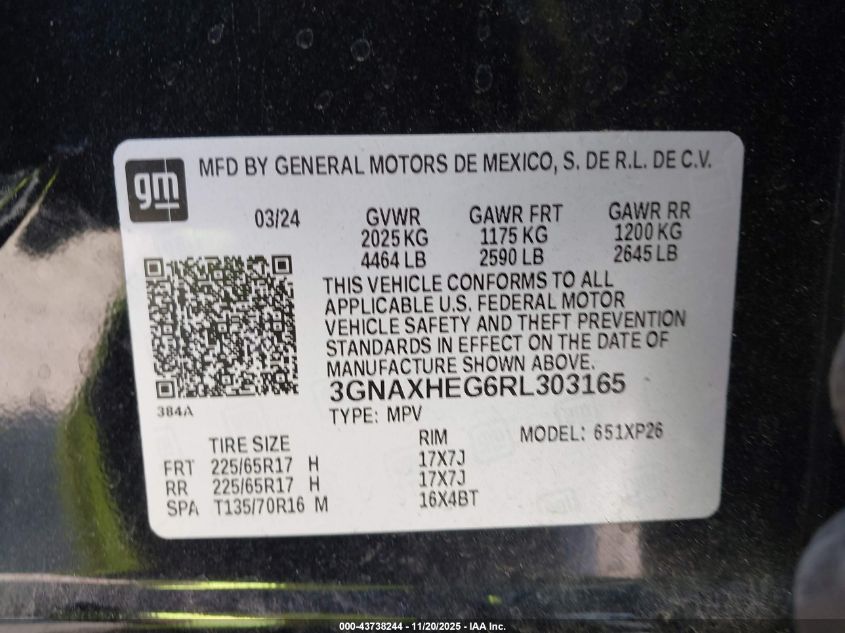 gm
MFD BY GENERAL MOTORS DE MEXICO, S. DE R.L. DE C.V.
03/24 GVWR GAWR FRT GAWR RR
2025 KG 1175 KG 1200 KG
4464 LB 2590 LB 2645 LB
THIS VEHICLE CONFORMS TO ALL
APPLICABLE U.S. FEDERAL MOTOR
VEHICLE SAFETY AND THEFT PREVENTION
STANDARDS IN EFFECT ON THE DATE OF
MANUFACTURE SHOWN ABOVE.
3GNAXHEG6RL303165
384A
TYPE: MPV
TIRE SIZE RIM MODEL: 651XP26
FRT 225/65R17 H 17X7J
RR 225/65R17 H 17X7J
SPA T135/70R16 M 16X4BT
000-43738244 - 11/20/2025 - IAA Inc.